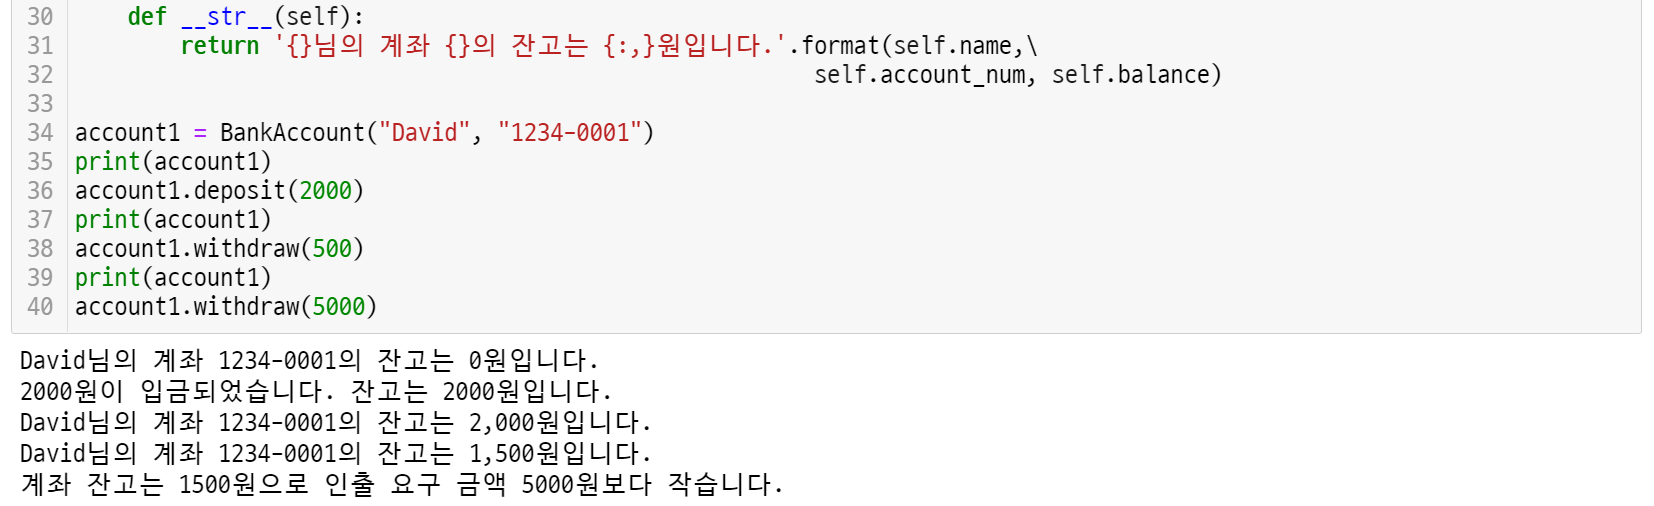 30     def __str__(self):
31         return '{}님의 계좌 {}의 잔고는 {:,}원입니다.'.format(self.name,\
32                                                         self.account_num, self.balance)
33
34 account1 = BankAccount("David", "1234-0001")
35 print(account1)
36 account1.deposit(2000)
37 print(account1)
38 account1.withdraw(500)
39 print(account1)
40 account1.withdraw(5000)
David님의 계좌 1234-0001의 잔고는 0원입니다.
2000원이 입금되었습니다. 잔고는 2000원입니다.
David님의 계좌 1234-0001의 잔고는 2,000원입니다.
David님의 계좌 1234-0001의 잔고는 1,500원입니다.
계좌 잔고는 1500원으로 인출 요구 금액 5000원보다 작습니다.